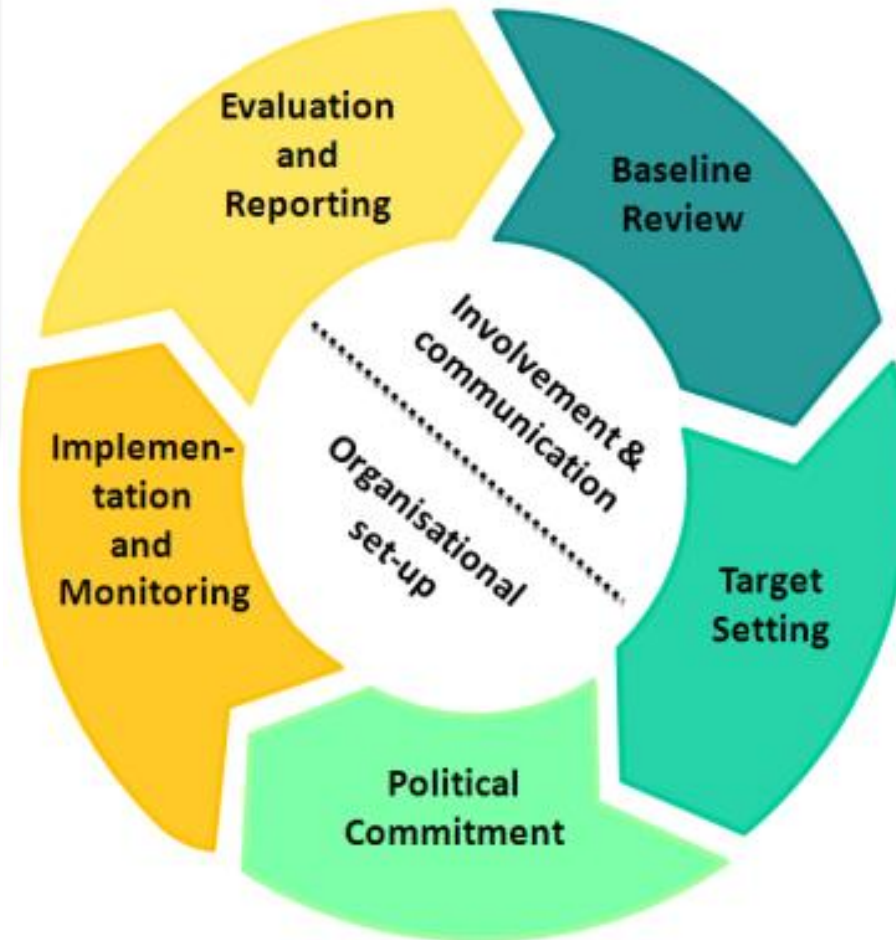 Evaluation
and
Reporting
Baseline
Review
Involvement &
communication
Organisational
set-up
Implemen-
tation
and
Monitoring
Target
Setting
Political
Commitment